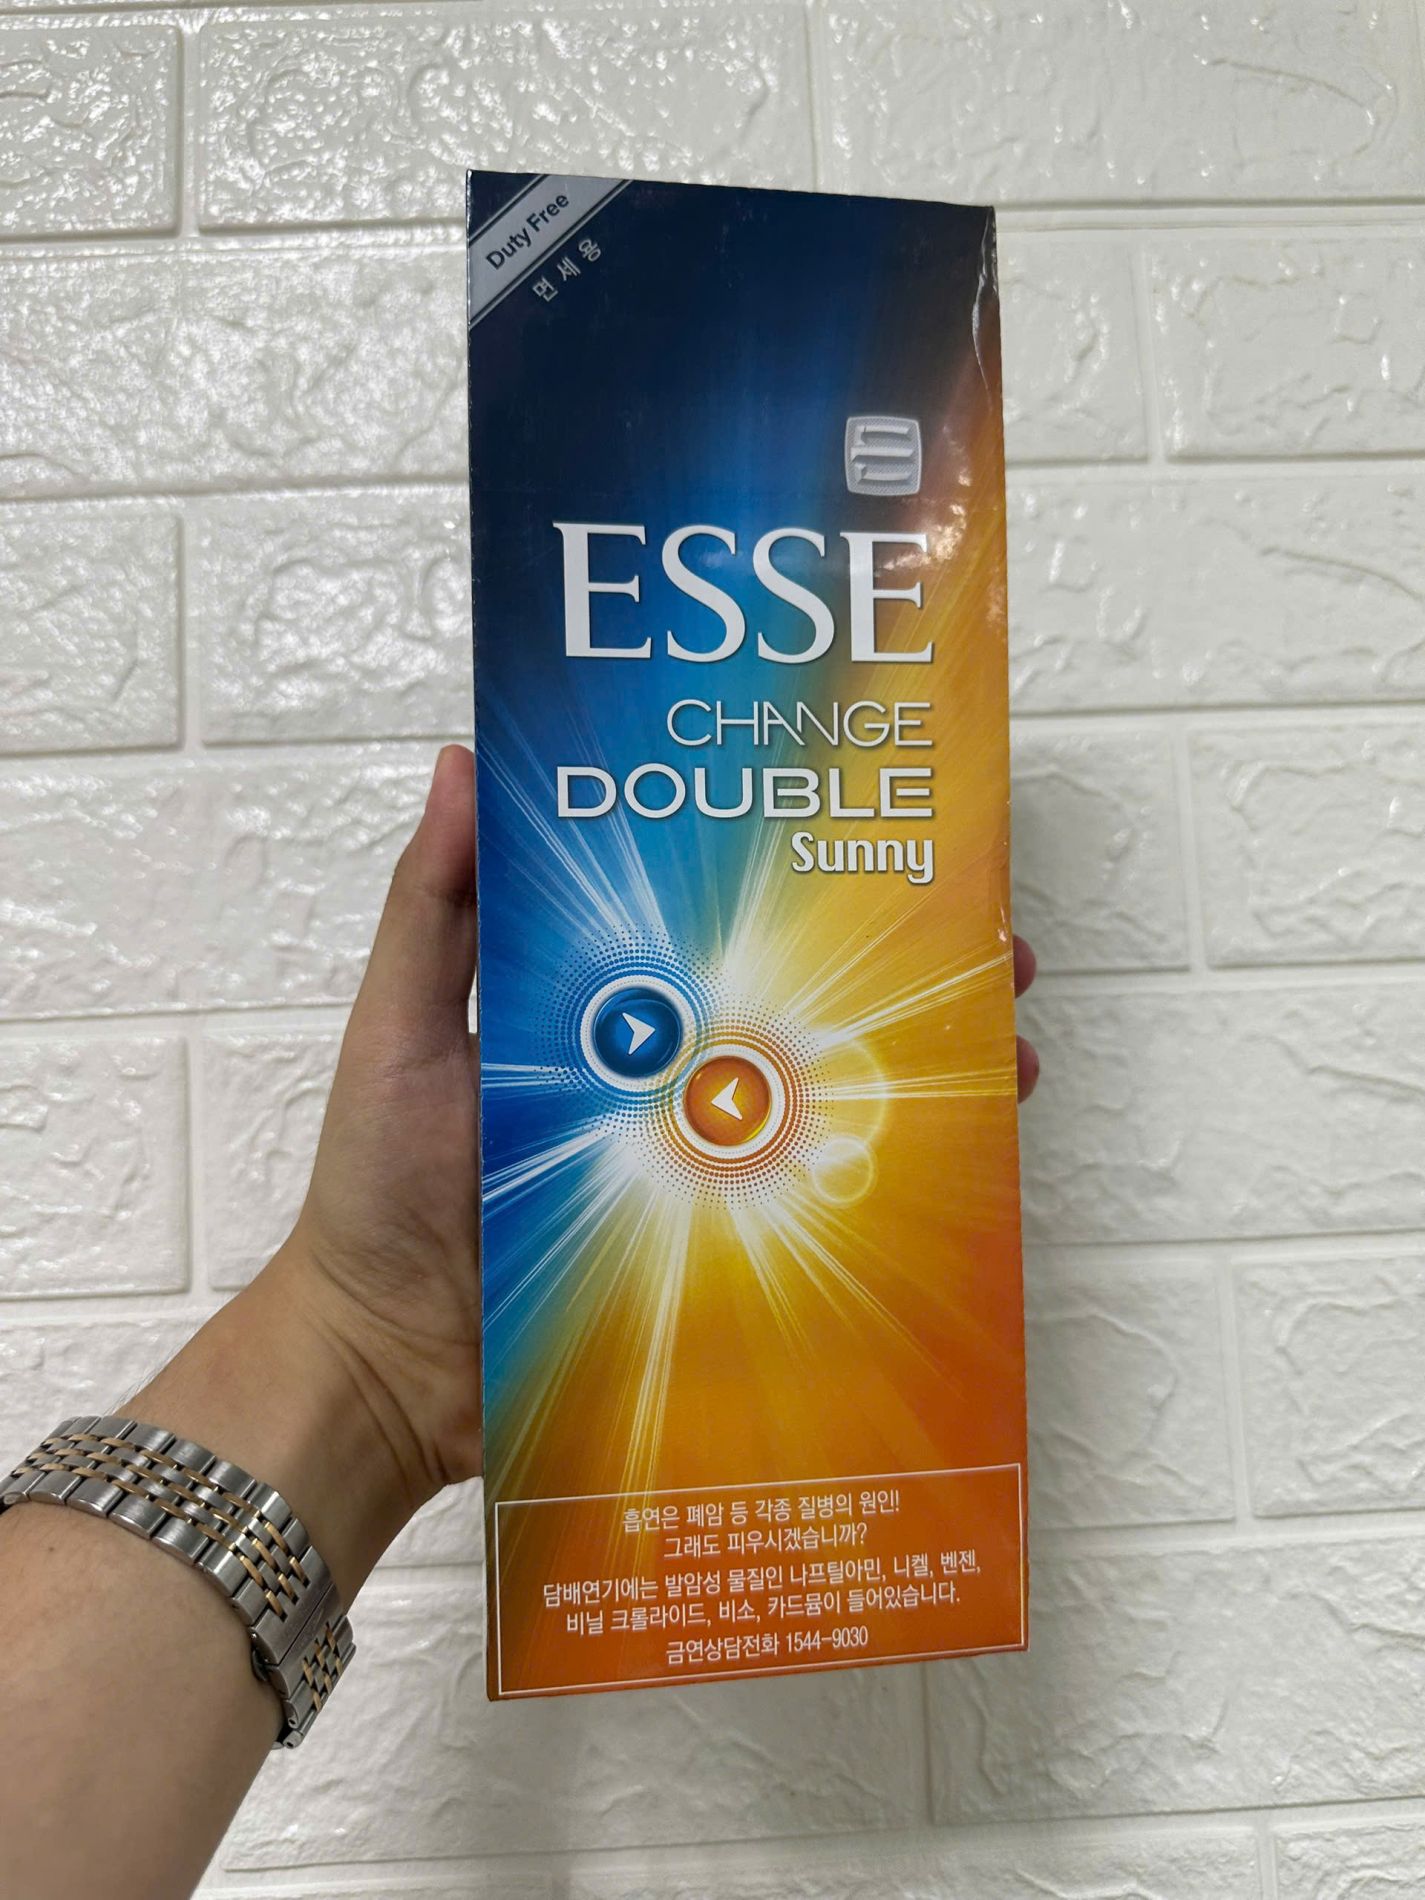 Duty Free
면세용
ESSE
CHANGE
DOUBLE
Sunny
흡연은 폐암 등 각종 질병의 원인!
그래도 피우시겠습니까?
담배연기에는 발암성 물질인 나프틸아민, 니켈, 벤젠,
비닐 크롤라이드, 비소, 카드뮴이 들어있습니다.
금연상담전화 1544-9030